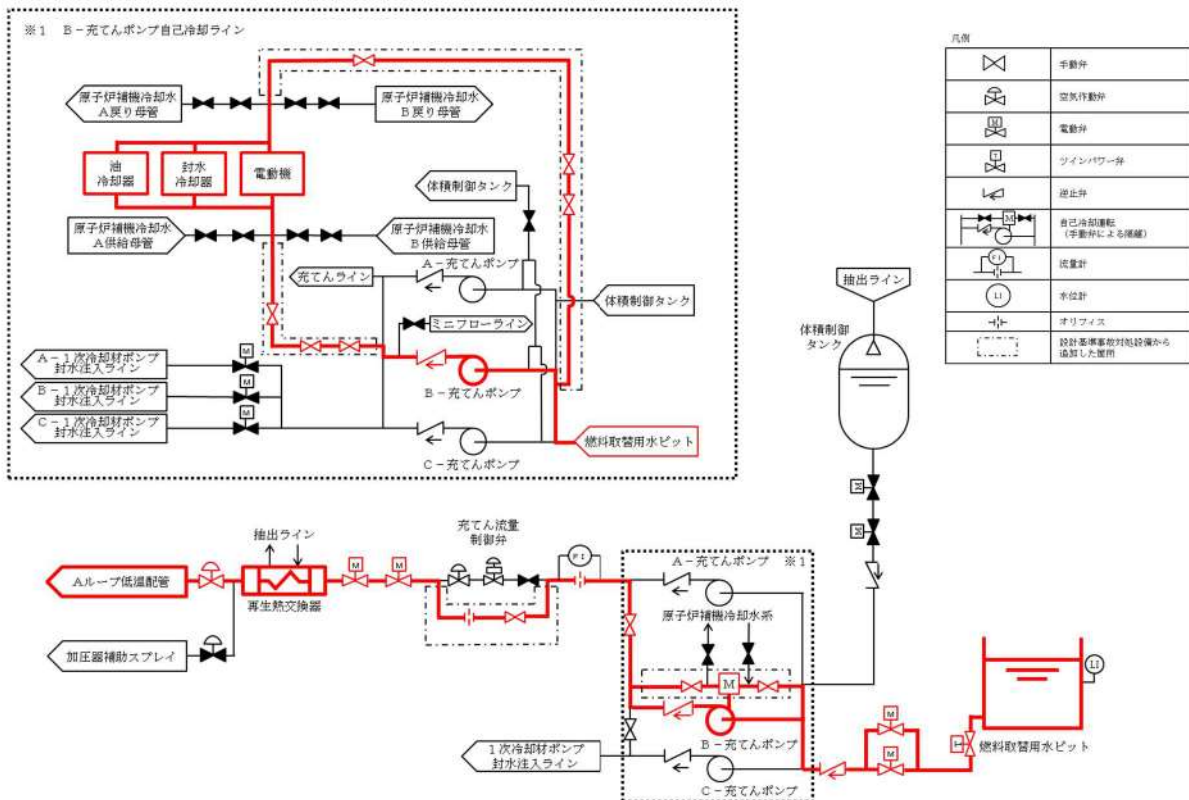 ※1 B-充てんポンプ自己冷却ライン
原子炉補機冷却水
A戻り母管
原子炉補機冷却水
B戻り母管
油
冷却器
封水
冷却器
電動機
体積制御タンク
原子炉補機冷却水
A供給母管
原子炉補機冷却水
B供給母管
充てんライン
A-充てんポンプ
体積制御タンク
ミニフローライン
A-1次冷却材ポンプ
封水注入ライン
B-1次冷却材ポンプ
封水注入ライン
C-1次冷却材ポンプ
封水注入ライン
M
M
M
B-充てんポンプ
燃料取替用水ピット
C-充てんポンプ
凡例
手動弁
空気作動弁
M
電動弁
T
ツインパワー弁
逆止弁
M
自己冷却運転
(手動弁による隔離)
FI
流量計
LI
水位計
オリフィス
設計基準事故対処設備から
追加した箇所
抽出ライン
体積制御
タンク
M
M
抽出ライン
充てん流量
制御弁
FI
A-充てんポンプ ※1
Aループ低温配管
M
M
再生熱交換器
原子炉補機冷却水系
加圧器補助スプレイ
M
B-充てんポンプ
1次冷却材ポンプ
封水注入ライン
C-充てんポンプ
M
M
T
LI
燃料取替用水ピット